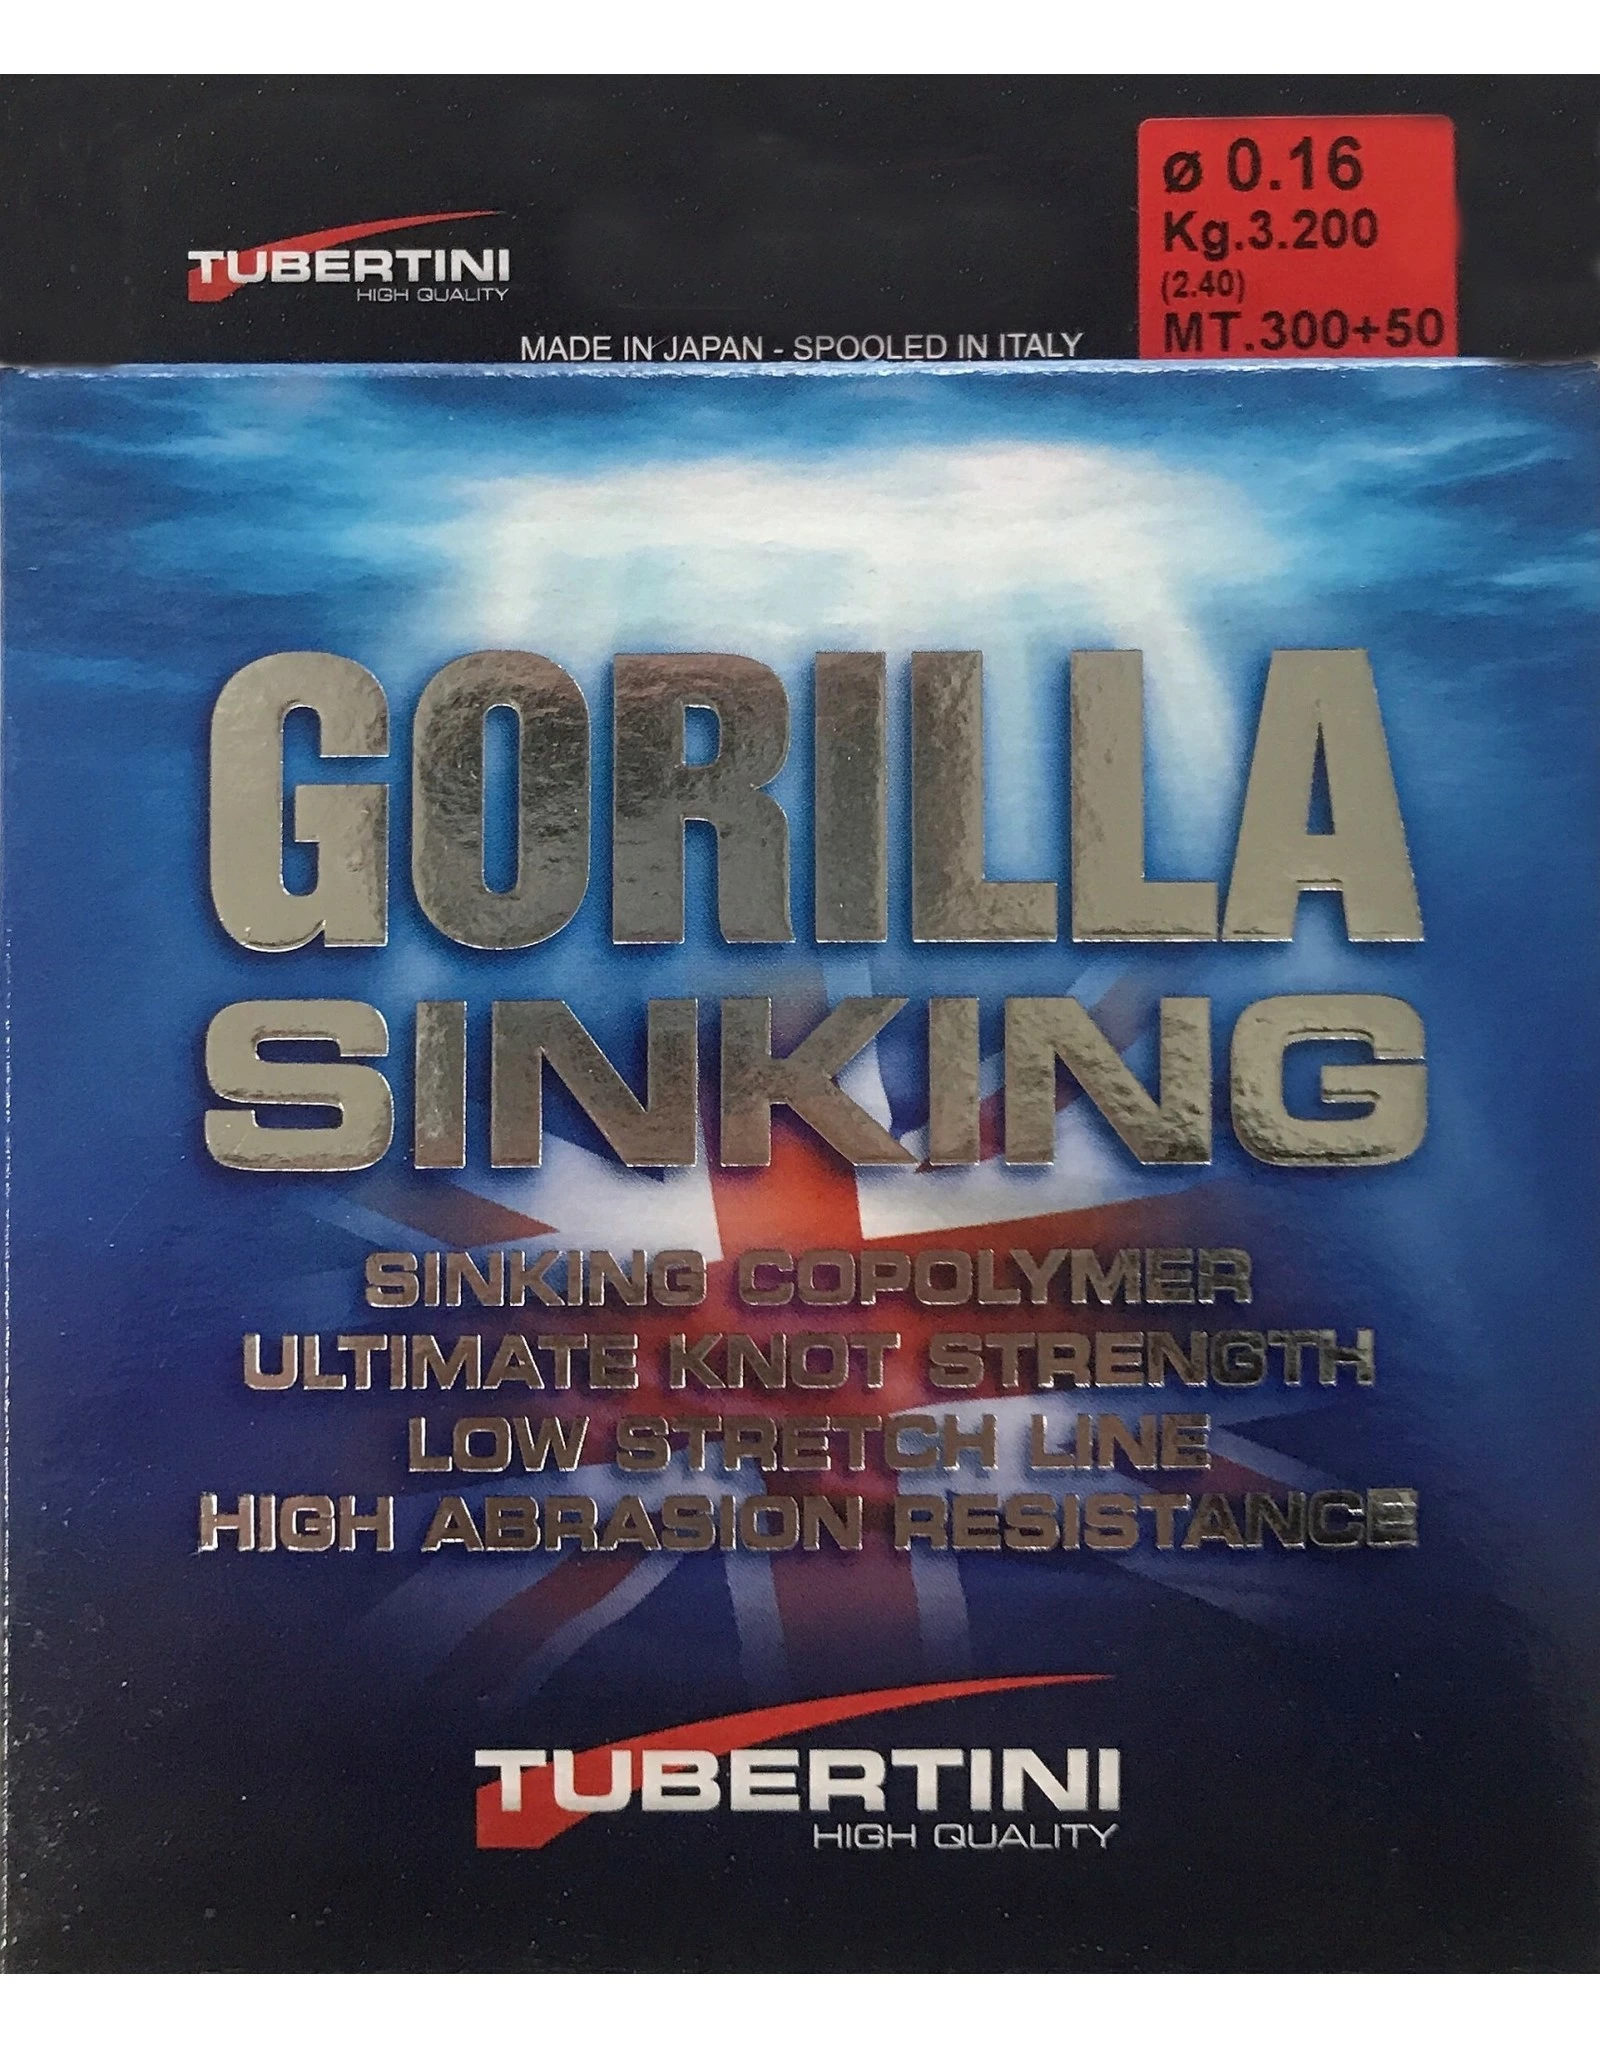 ø 0.16
Kg.3.200
(2.40)
MT.300+50
TUBERTINI
HIGH QUALITY
MADE IN JAPAN - SPOOLED IN ITALY
GORILLA
SINKING
SINKING COPOLYMER
ULTIMATE KNOT STRENGTH
LOW STRETCH LINE
HIGH ABRASION RESISTANCE
TUBERTINI
HIGH QUALITY